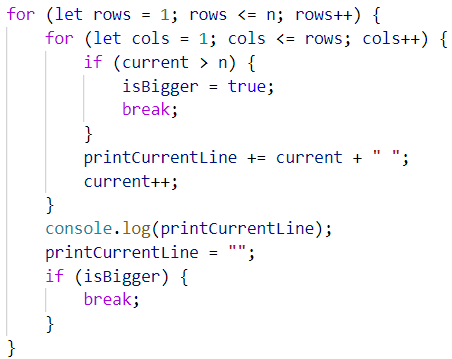 for (let rows = 1; rows <= n; rows++) {
    for (let cols = 1; cols <= rows; cols++) {
        if (current > n) {
            isBigger = true;
            break;
        }
        printCurrentLine += current + " ";
        current++;
    }
    console.log(printCurrentLine);
    printCurrentLine = "";
    if (isBigger) {
        break;
    }
}